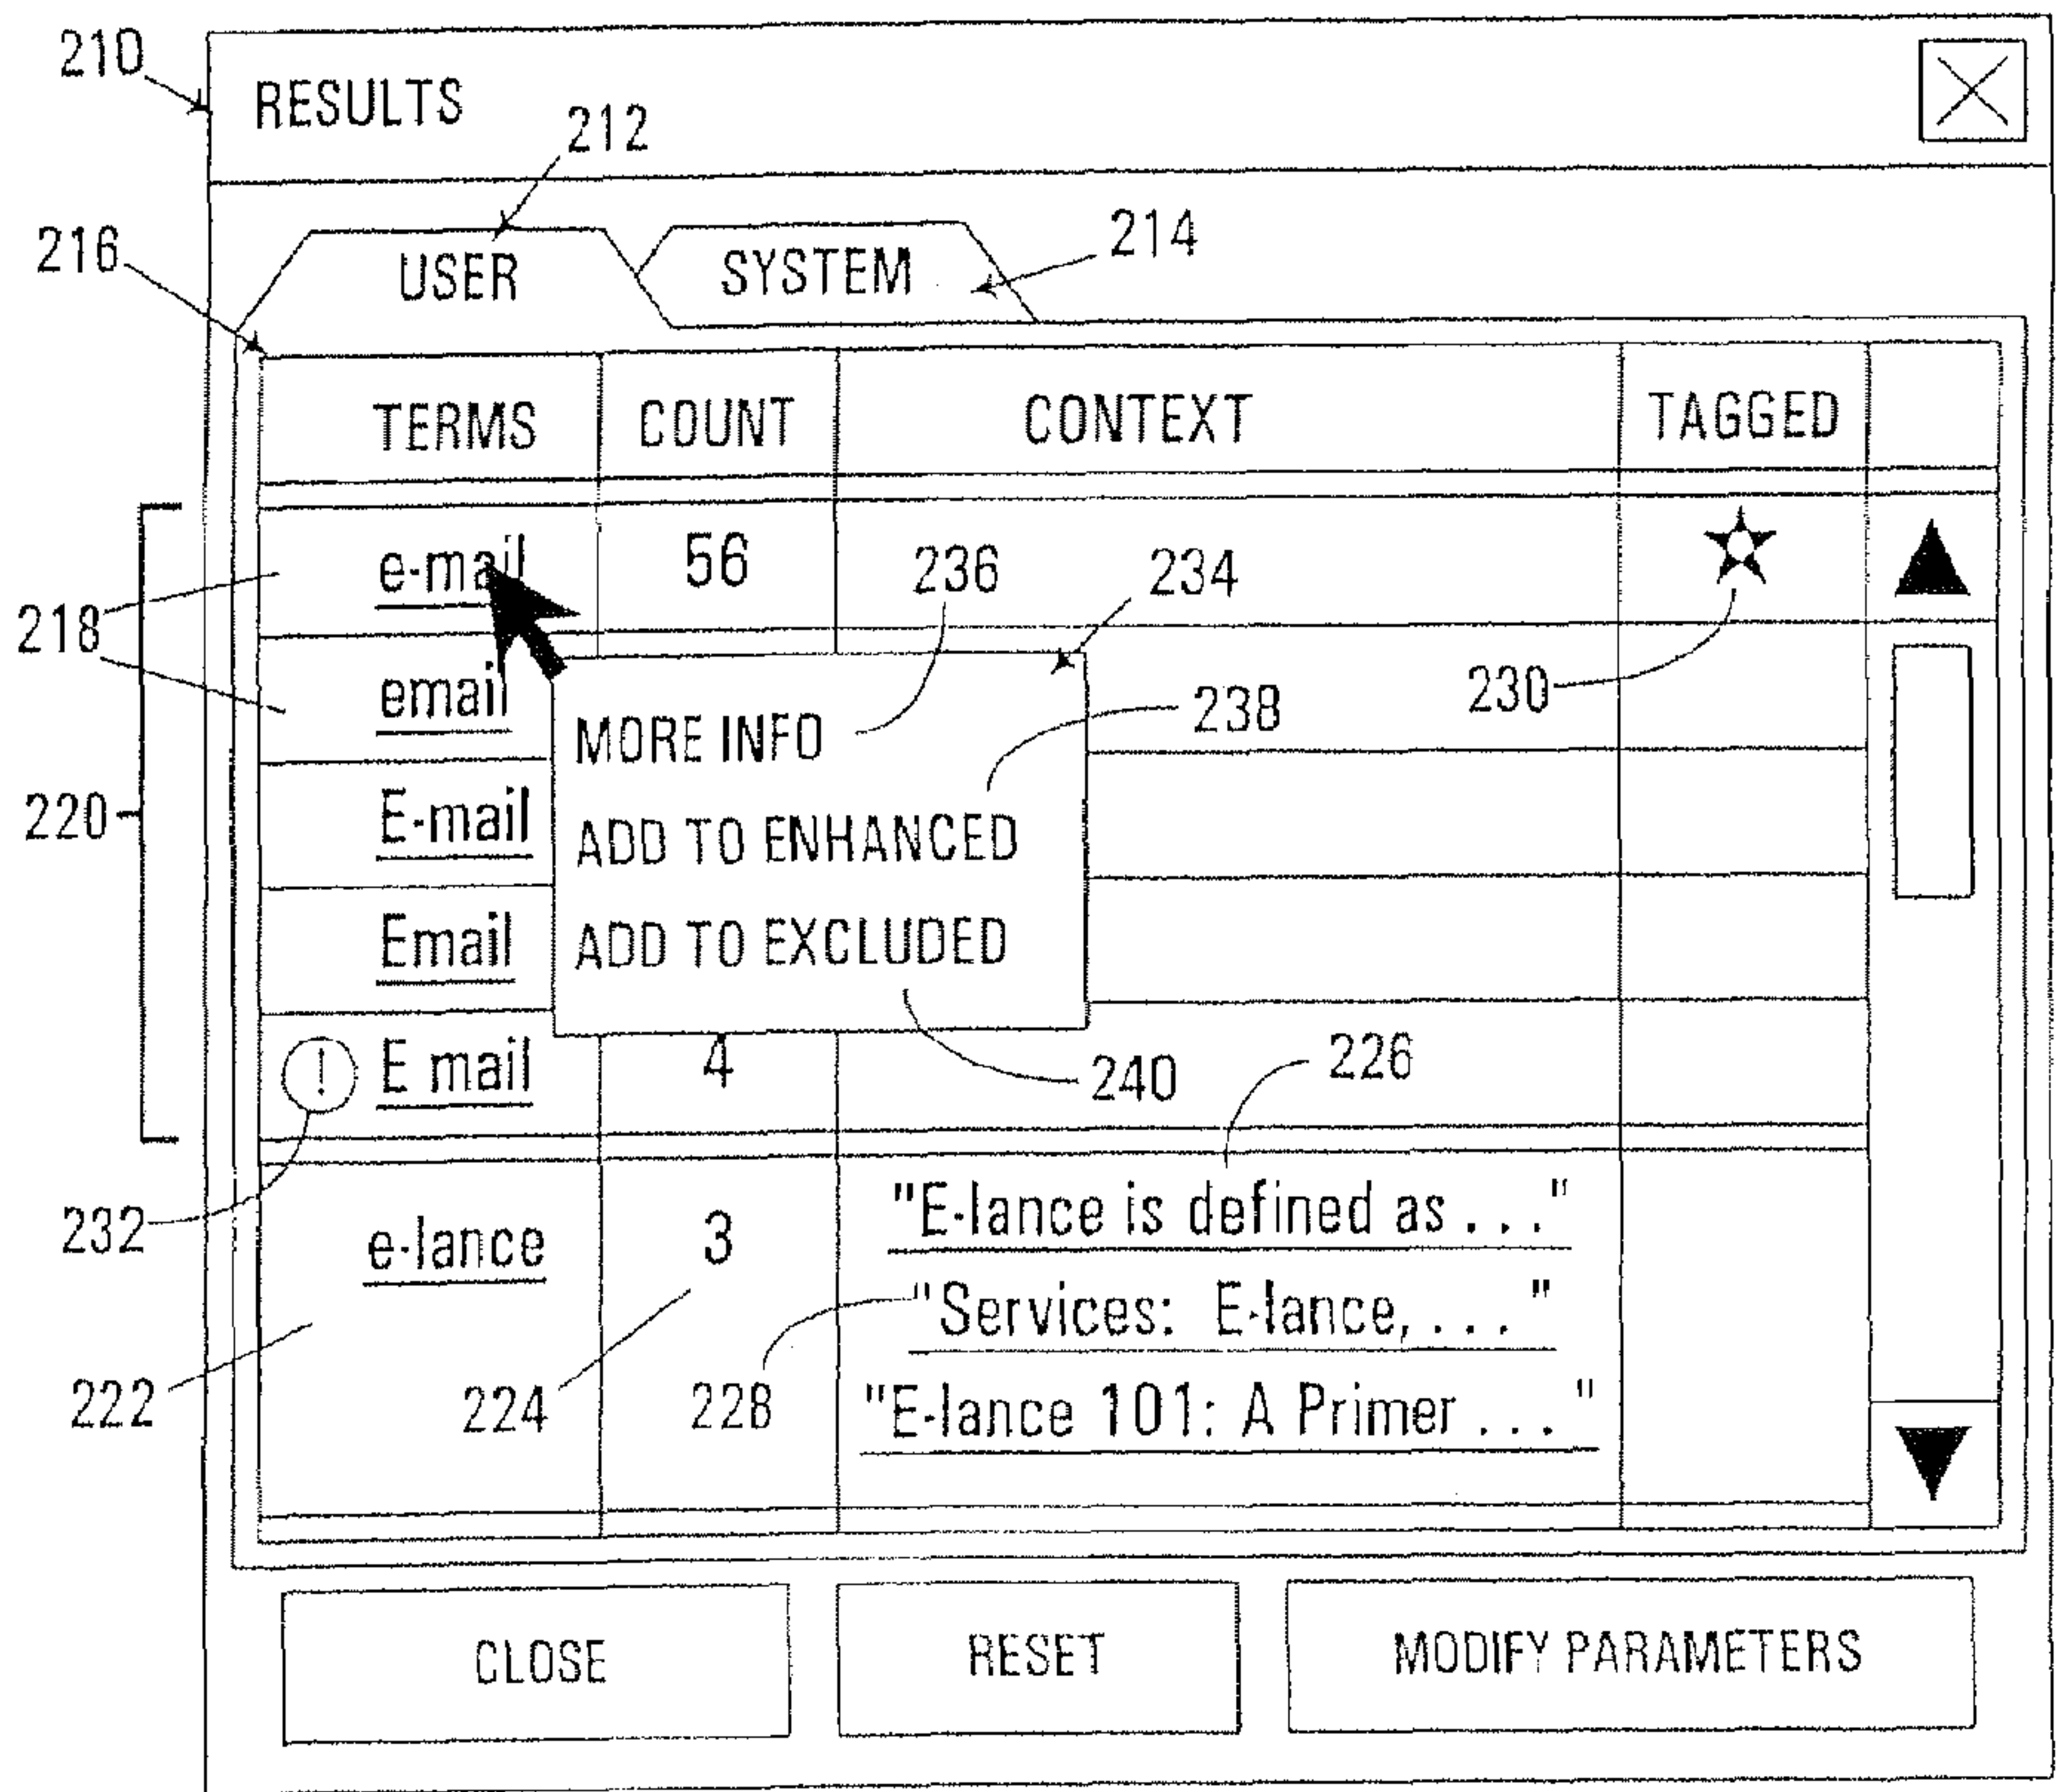 210
RESULTS
212
216
USER
SYSTEM
214
TERMS COUNT CONTEXT TAGGED
e-mail 56 236 234
218
email
230
MORE INFO
238
220
E-mail
ADD TO ENHANCED
Email
ADD TO EXCLUDED
! E mail 4 240 226
232
e-lance 3 "E-lance is defined as . . ."
"Services: E-lance, . . . "
222 224 228 "E-lance 101: A Primer . . . "
CLOSE RESET MODIFY PARAMETERS